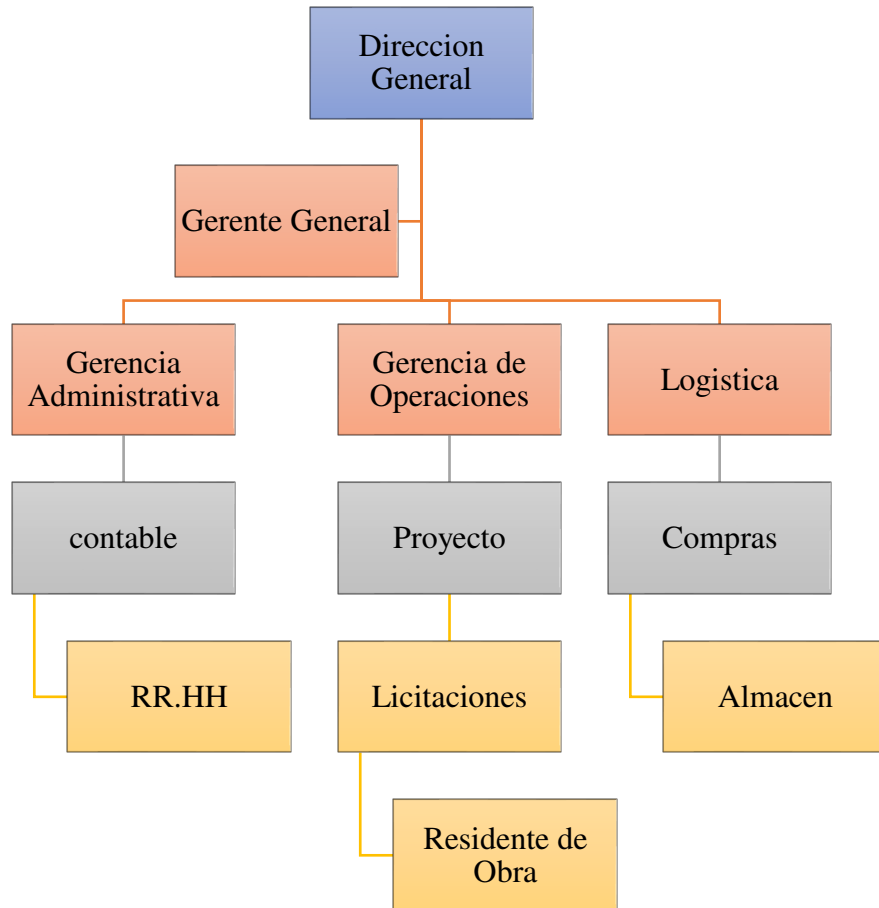 Direccion
General
Gerente General
Gerencia
Administrativa
Gerencia de
Operaciones
Logistica
contable
Proyecto
Compras
RR.HH
Licitaciones
Almacen
Residente de
Obra